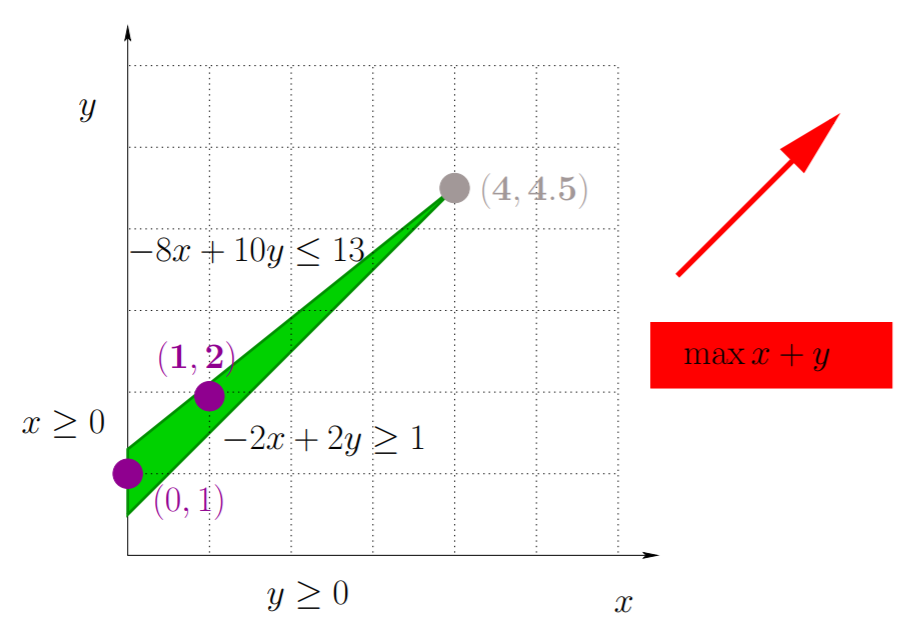 y
(4, 4.5)
−8x + 10y ≤ 13
max x + y
(1, 2)
x ≥ 0
−2x + 2y ≥ 1
(0, 1)
y ≥ 0
x